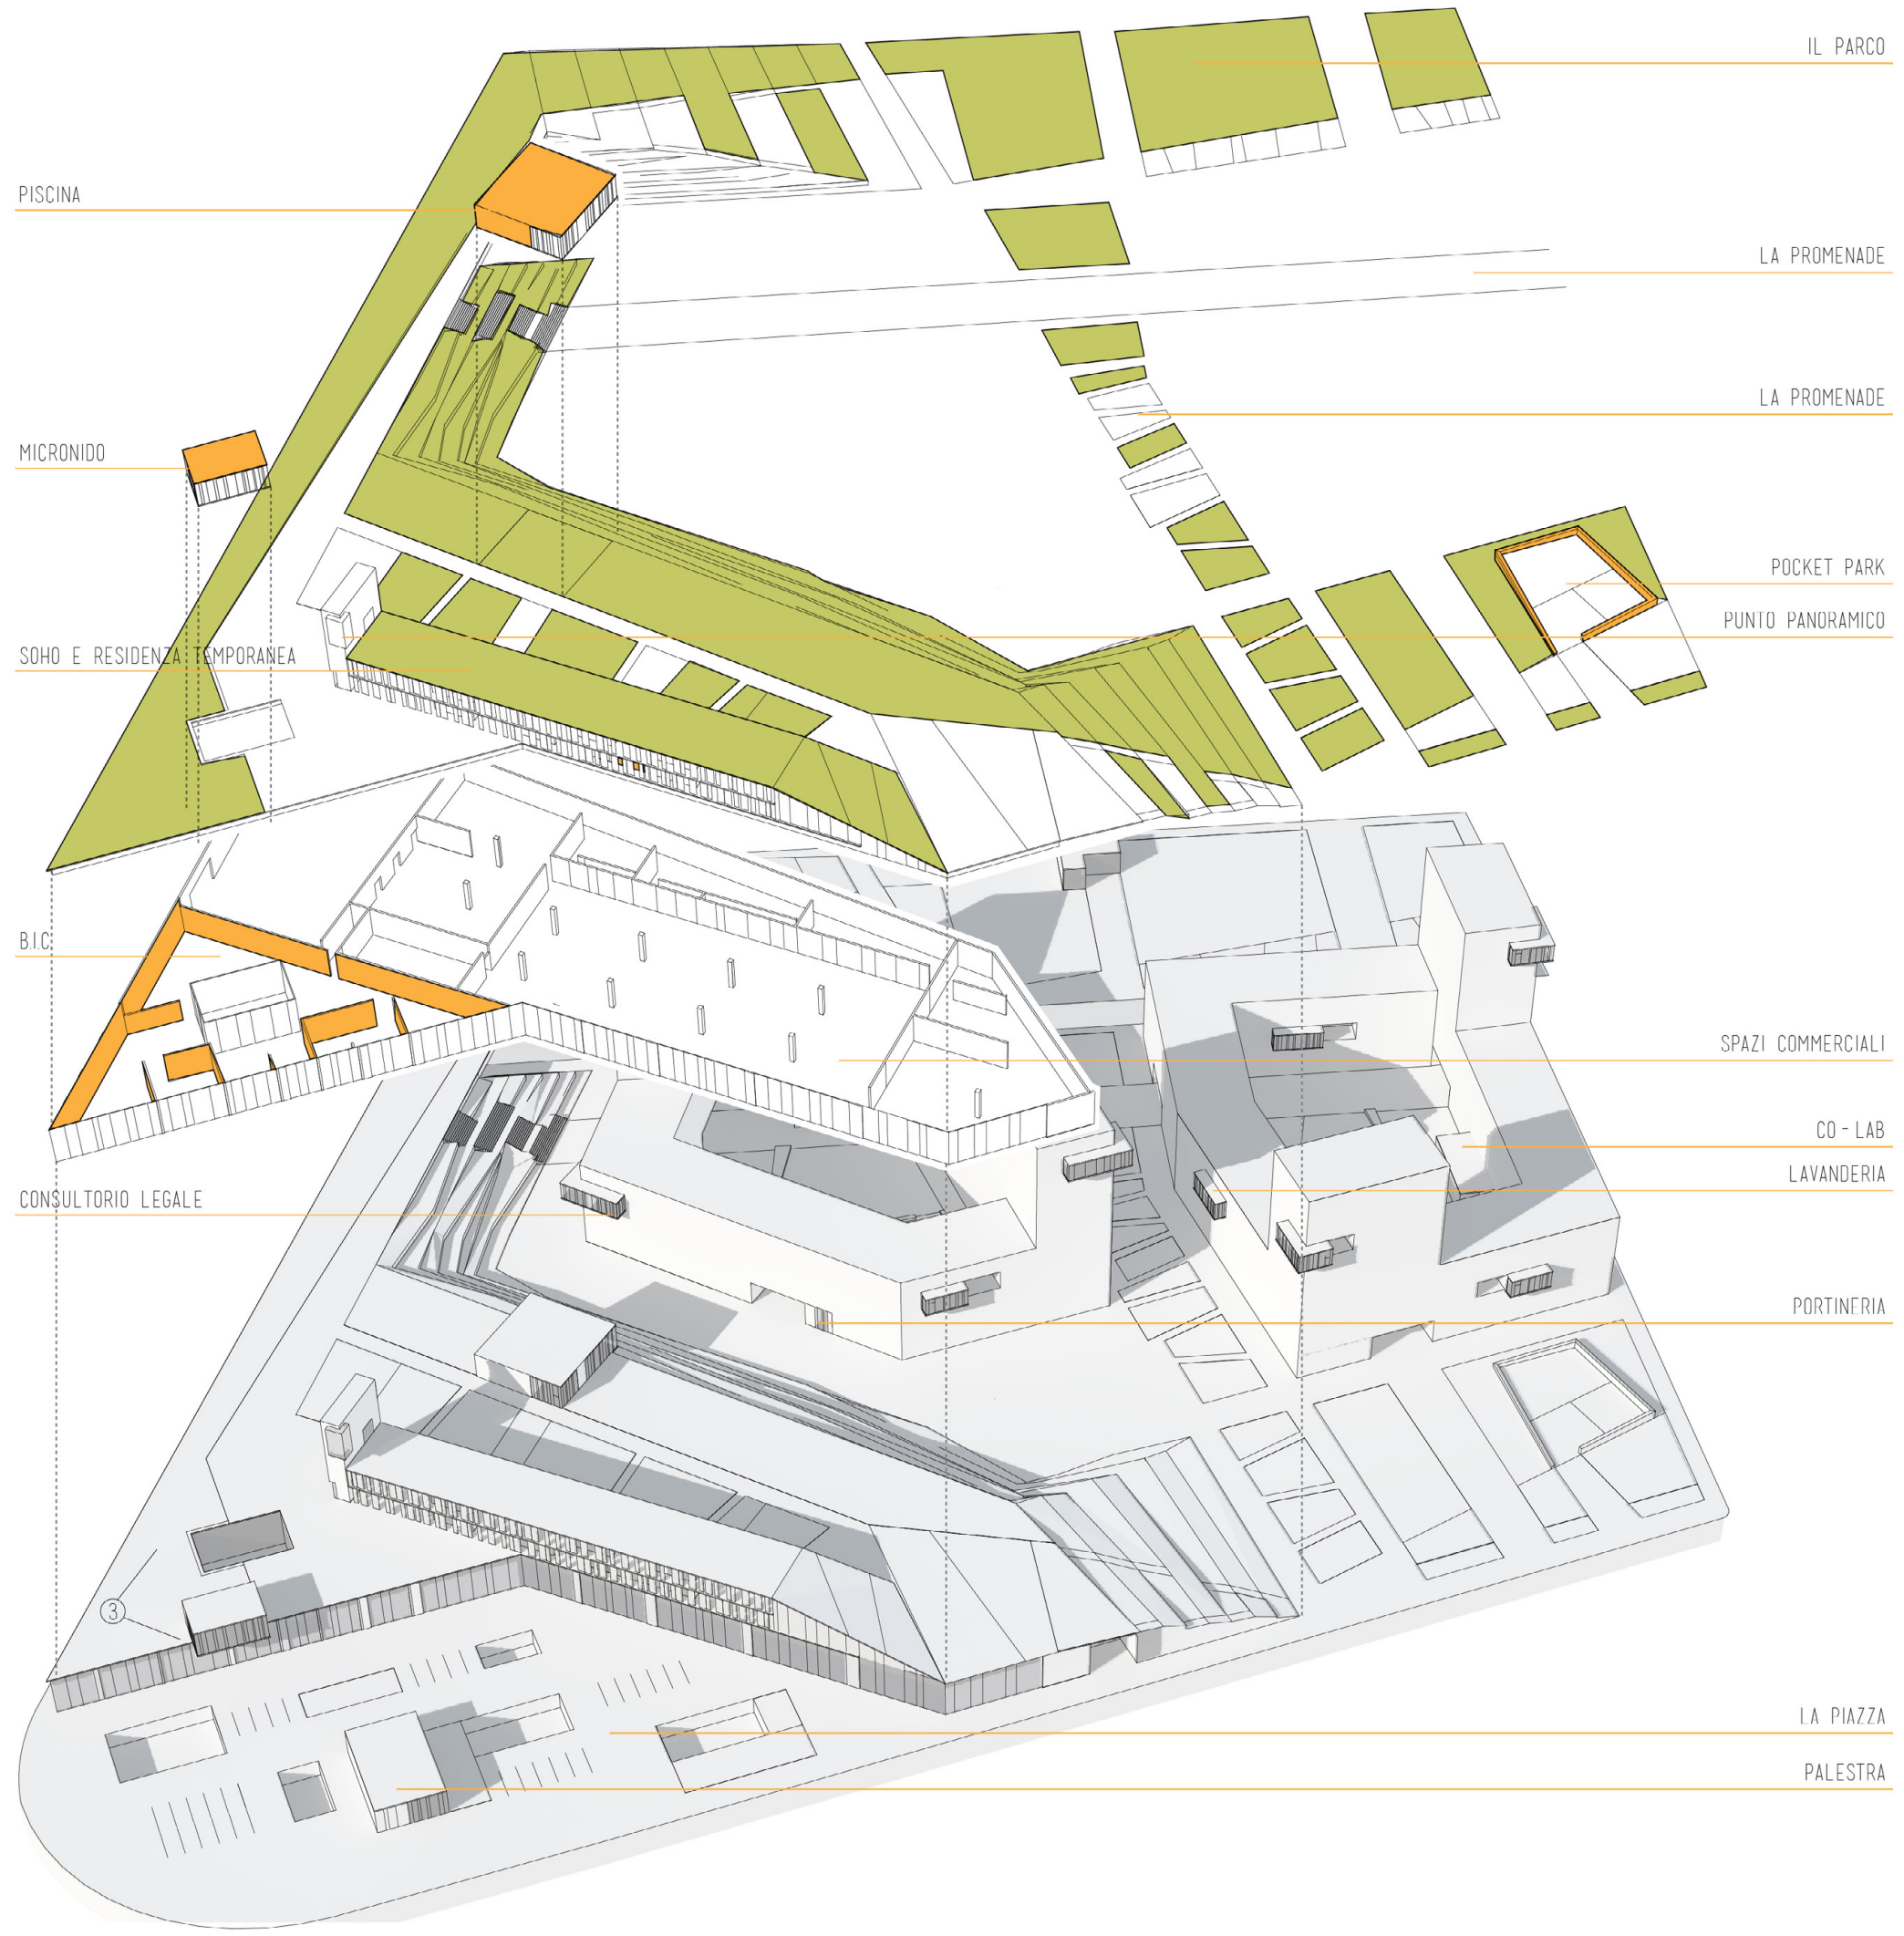 IL PARCO
PISCINA
LA PROMENADE
LA PROMENADE
MICRONIDO
POCKET PARK
PUNTO PANORAMICO
SOHO E RESIDENZA TEMPORANEA
B.I.C.
SPAZI COMMERCIALI
CO-LAB
LAVANDERIA
CONSULTORIO LEGALE
PORTINERIA
3
LA PIAZZA
PALESTRA